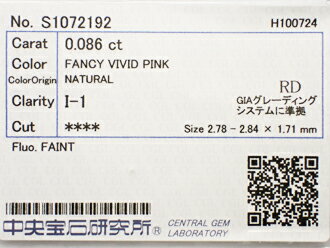 No. S1072192 H100724
Carat 0.086 ct
Color FANCY VIVID PINK
ColorOrigin NATURAL
Clarity I-1 RD
GIAグレーディング
システムに準拠
Cut **** Size 2.78 - 2.84 × 1.71 mm
Fluo. FAINT
中央宝石研究所® CENTRAL GEM
LABORATORY